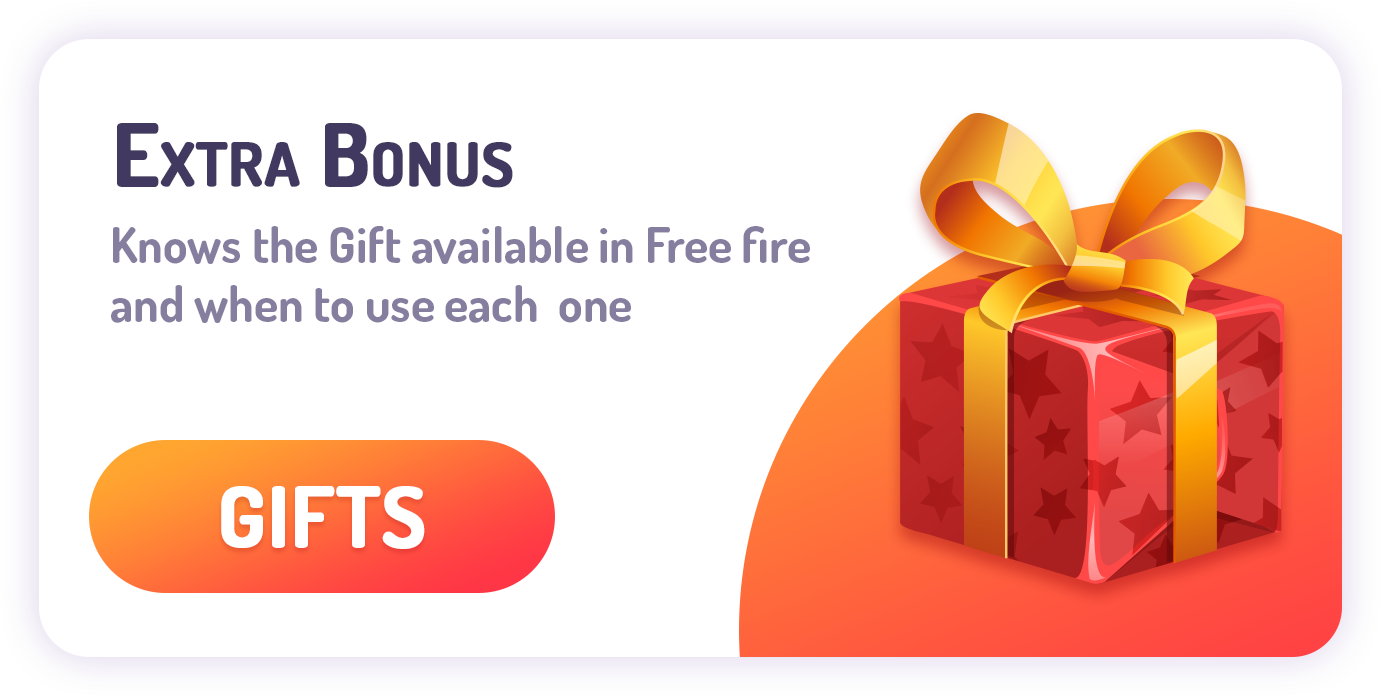 Extra Bonus
Knows the Gift available in Free fire
and when to use each  one
GIFTS